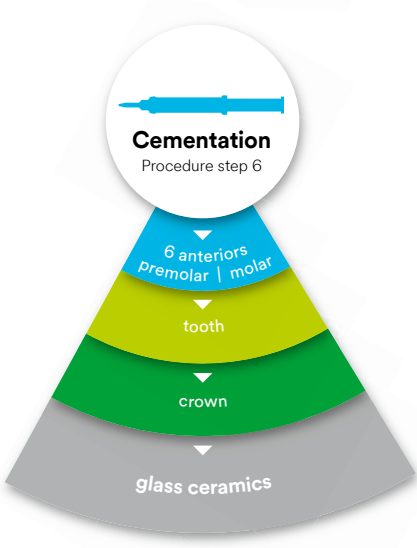 Cementation
Procedure step 6
6 anteriors
premolar | molar
tooth
crown
glass ceramics